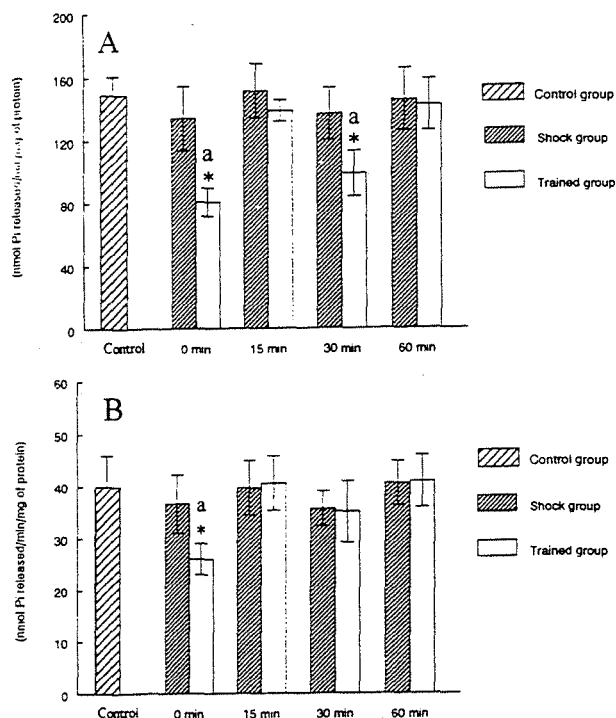 A
200
160
120
80
40
0
(nmol Pi
of protein)
a
*
a
*
Control
0 min
15 min
30 min
60 min
Control group
Shock group
Trained group
B
60
50
40
30
20
10
0
(nmol Pi released/min/mg of protein)
a
*
Control
0 min
15 min
30 min
60 min
Control group
Shock group
Trained group